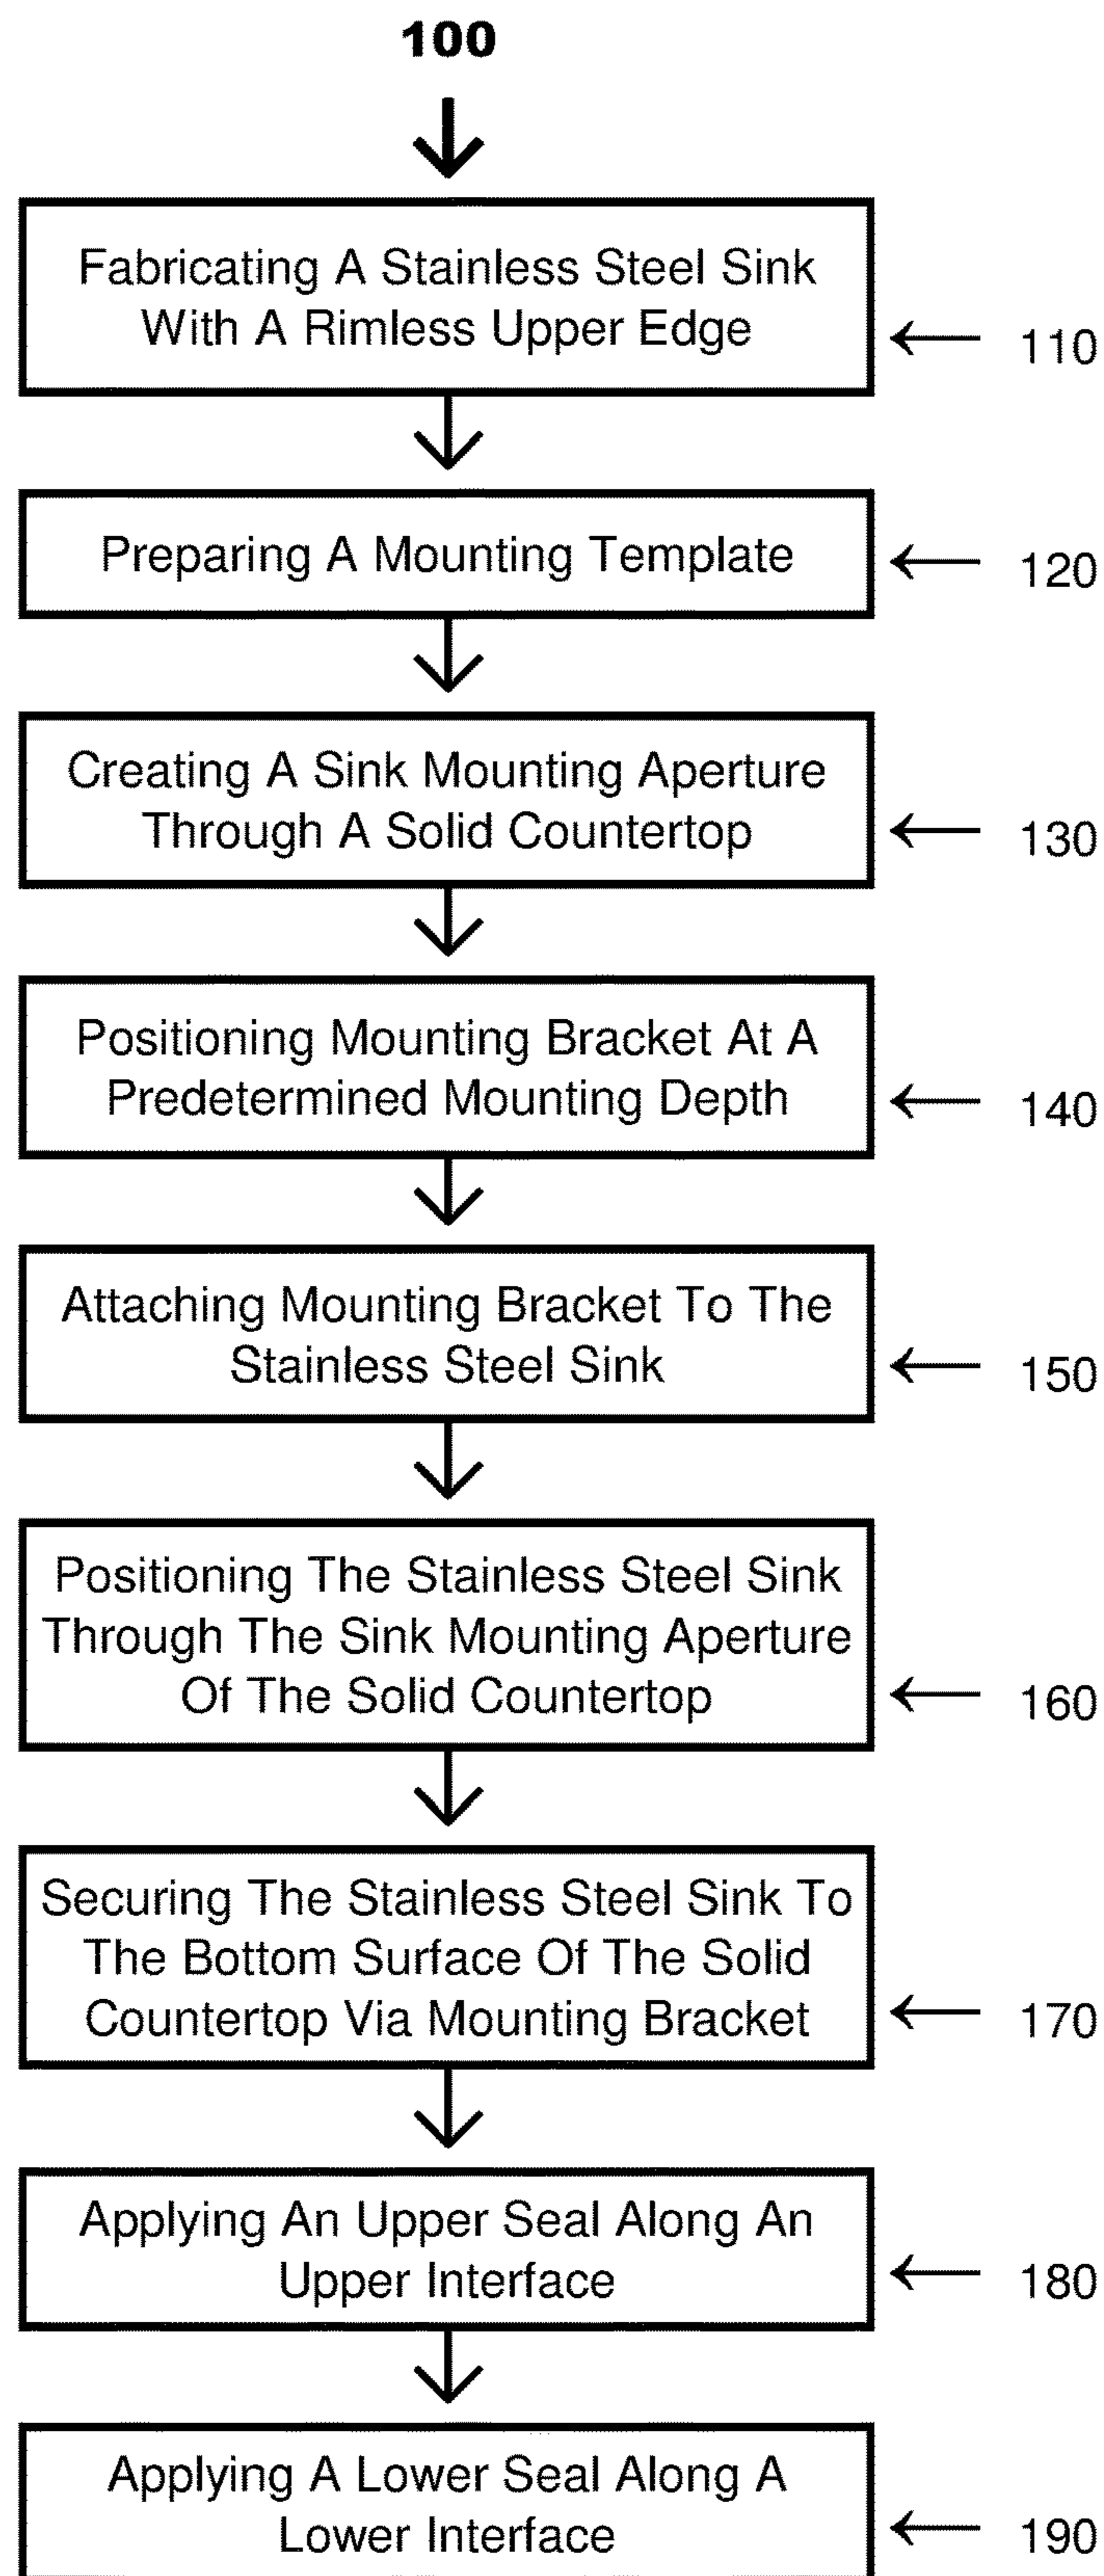 100
Fabricating A Stainless Steel Sink
With A Rimless Upper Edge
110
Preparing A Mounting Template
120
Creating A Sink Mounting Aperture
Through A Solid Countertop
130
Positioning Mounting Bracket At A
Predetermined Mounting Depth
140
Attaching Mounting Bracket To The
Stainless Steel Sink
150
Positioning The Stainless Steel Sink
Through The Sink Mounting Aperture
Of The Solid Countertop
160
Securing The Stainless Steel Sink To
The Bottom Surface Of The Solid
Countertop Via Mounting Bracket
170
Applying An Upper Seal Along An
Upper Interface
180
Applying A Lower Seal Along A
Lower Interface
190